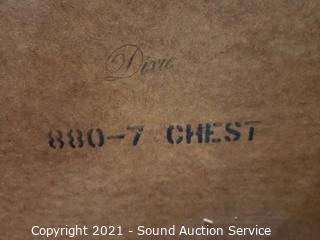 Dixie
880-7 CHEST
Copyright 2021 - Sound Auction Service